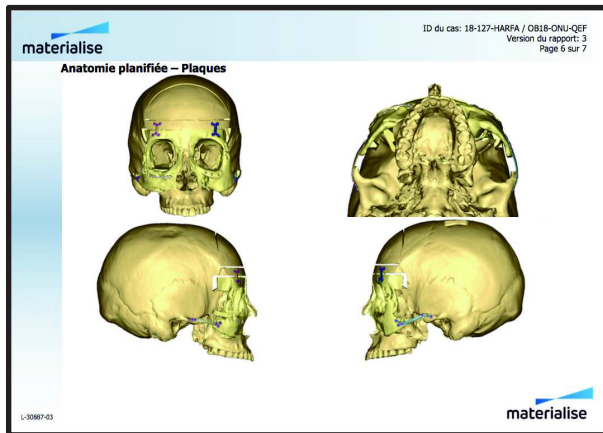 materialise
ID du cas: 18-127-HARFA / OB18-ONU-QEF
Version du rapport: 3
Page 6 sur 7
Anatomie planifiée – Plaques
L-30887-03
materialise